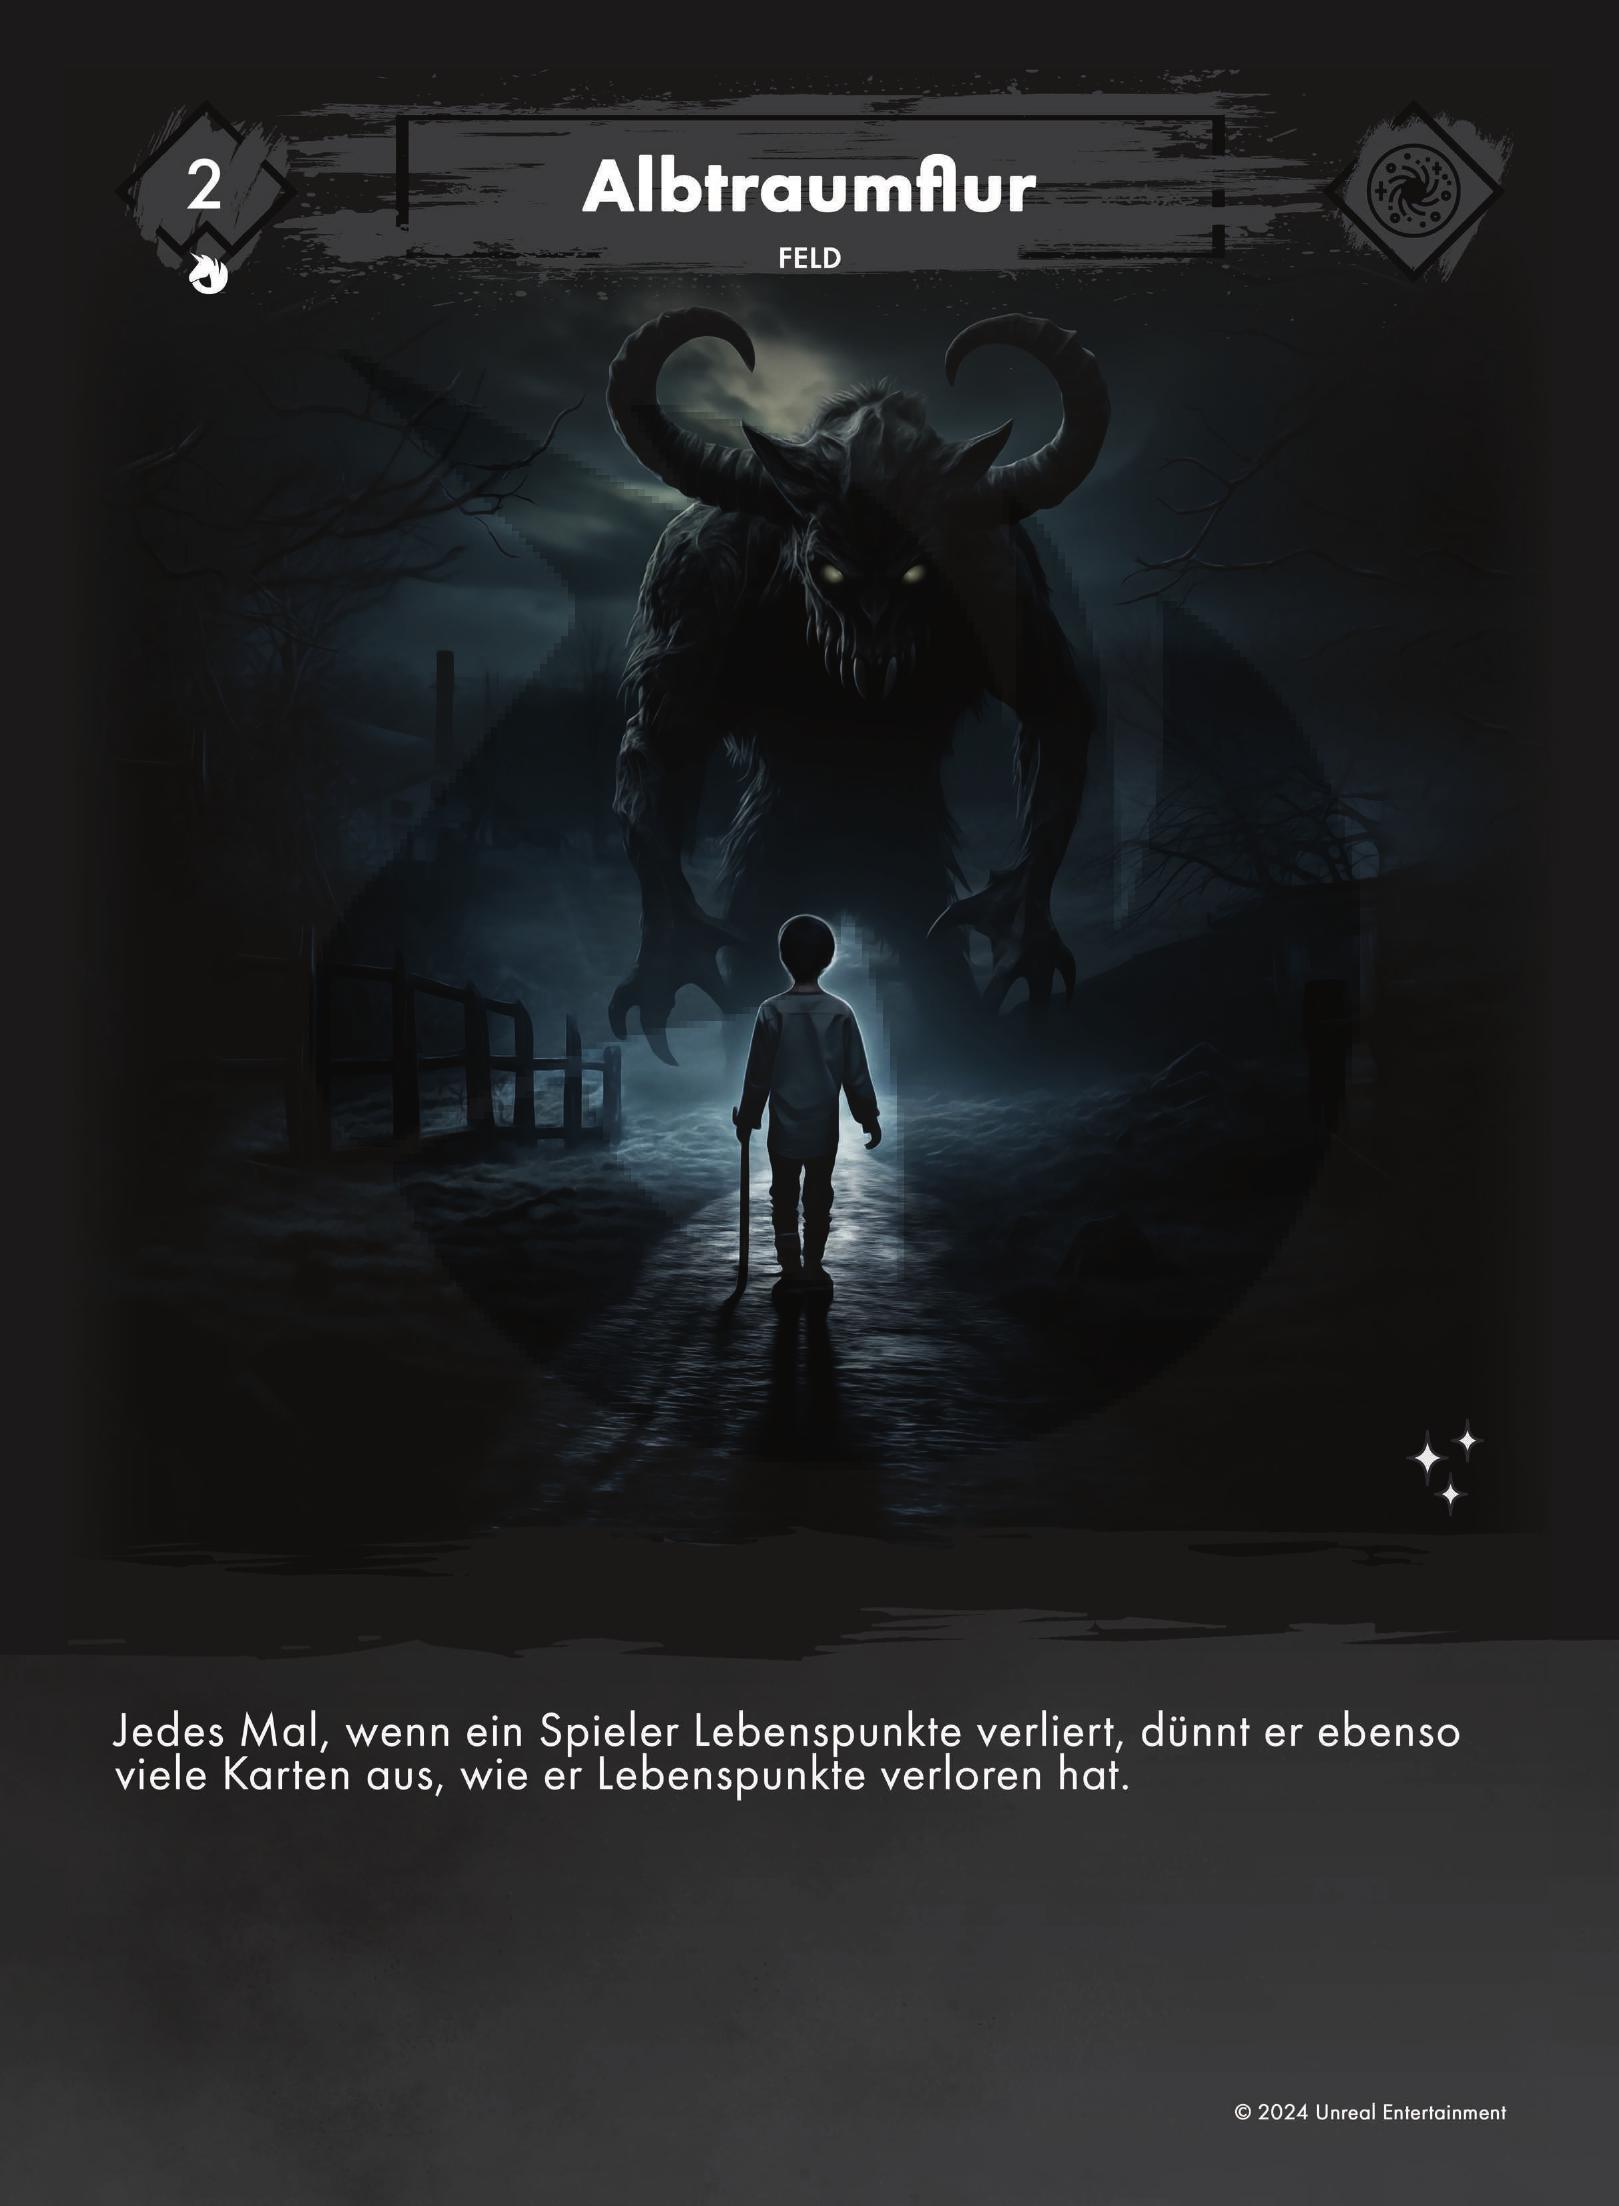 2
Albtraumflur
FELD
Jedes Mal, wenn ein Spieler Lebenspunkte verliert, dünnt er ebenso
viele Karten aus, wie er Lebenspunkte verloren hat.
© 2024 Unreal Entertainment